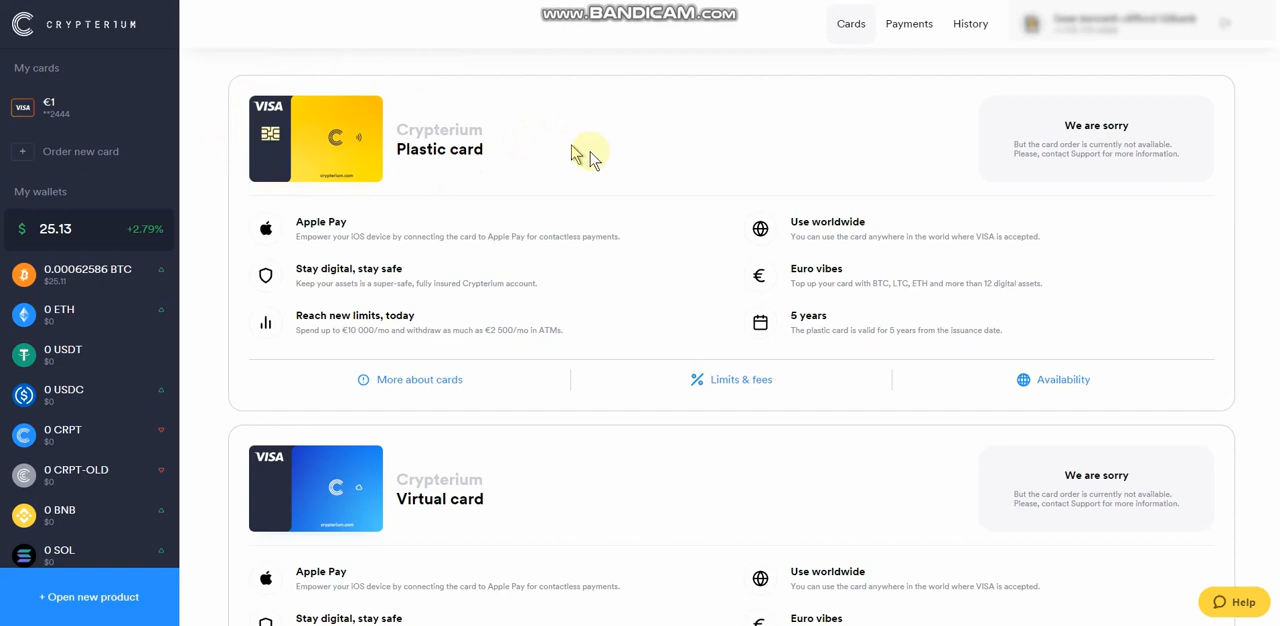 CRYPTERIUM
www.BANDICAM.com
Cards
Payments
History
My cards
VISA
€1
**2444
+ Order new card
My wallets
$ 25.13 +2.79%
0.00062586 BTC
$25.11
0 ETH
$0
0 USDT
$0
0 USDC
$0
0 CRPT
$0
0 CRPT-OLD
$0
0 BNB
$0
0 SOL
$0
+ Open new product
VISA
crypterium.com
Crypterium
Plastic card
We are sorry
But the card order is currently not available.
Please, contact Support for more information.
Apple Pay
Empower your iOS device by connecting the card to Apple Pay for contactless payments.
Use worldwide
You can use the card anywhere in the world where VISA is accepted.
Stay digital, stay safe
Keep your assets is a super-safe, fully insured Crypterium account.
Euro vibes
Top up your card with BTC, LTC, ETH and more than 12 digital assets.
Reach new limits, today
Spend up to €10 000/mo and withdraw as much as €2 500/mo in ATMs.
5 years
The plastic card is valid for 5 years from the issuance date.
More about cards
Limits & fees
Availability
VISA
crypterium.com
Crypterium
Virtual card
We are sorry
But the card order is currently not available.
Please, contact Support for more information.
Apple Pay
Empower your iOS device by connecting the card to Apple Pay for contactless payments.
Use worldwide
You can use the card anywhere in the world where VISA is accepted.
Stay digital, stay safe
Euro vibes
Help